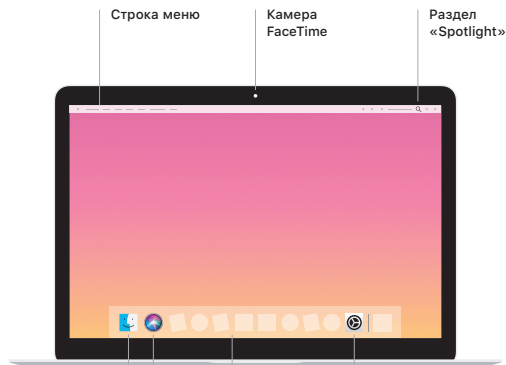 Строка меню
Камера
FaceTime
Раздел
«Spotlight»